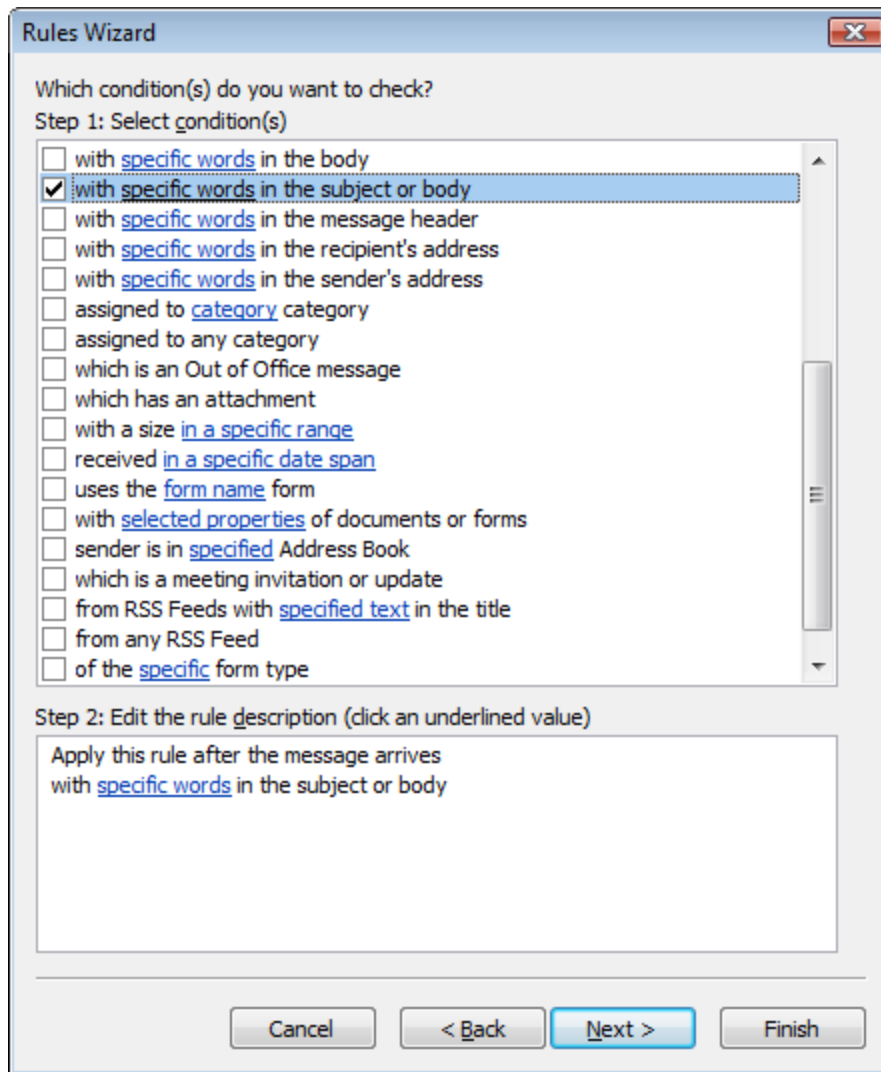 Rules Wizard
Which condition(s) do you want to check?
Step 1: Select condition(s)
with specific words in the body
with specific words in the subject or body
with specific words in the message header
with specific words in the recipient's address
with specific words in the sender's address
assigned to category category
assigned to any category
which is an Out of Office message
which has an attachment
with a size in a specific range
received in a specific date span
uses the form name form
with selected properties of documents or forms
sender is in specified Address Book
which is a meeting invitation or update
from RSS Feeds with specified text in the title
from any RSS Feed
of the specific form type
Step 2: Edit the rule description (click an underlined value)
Apply this rule after the message arrives
with specific words in the subject or body
Cancel
< Back
Next >
Finish